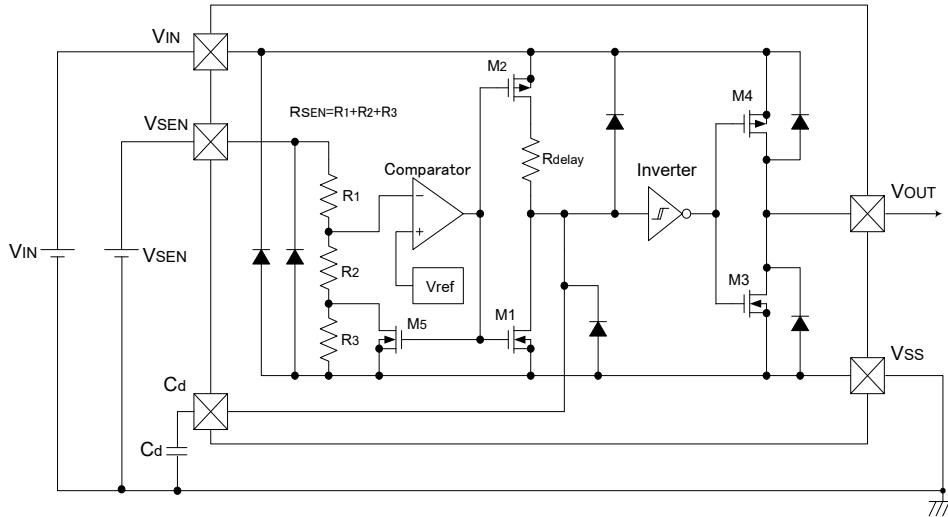 VIN
M2
M4
RSEN=R1+R2+R3
VSEN
Comparator
Rdelay
Inverter
R1
−
+
VOUT
VIN
VSEN
R2
Vref
M3
M5
M1
R3
VSS
Cd
Cd